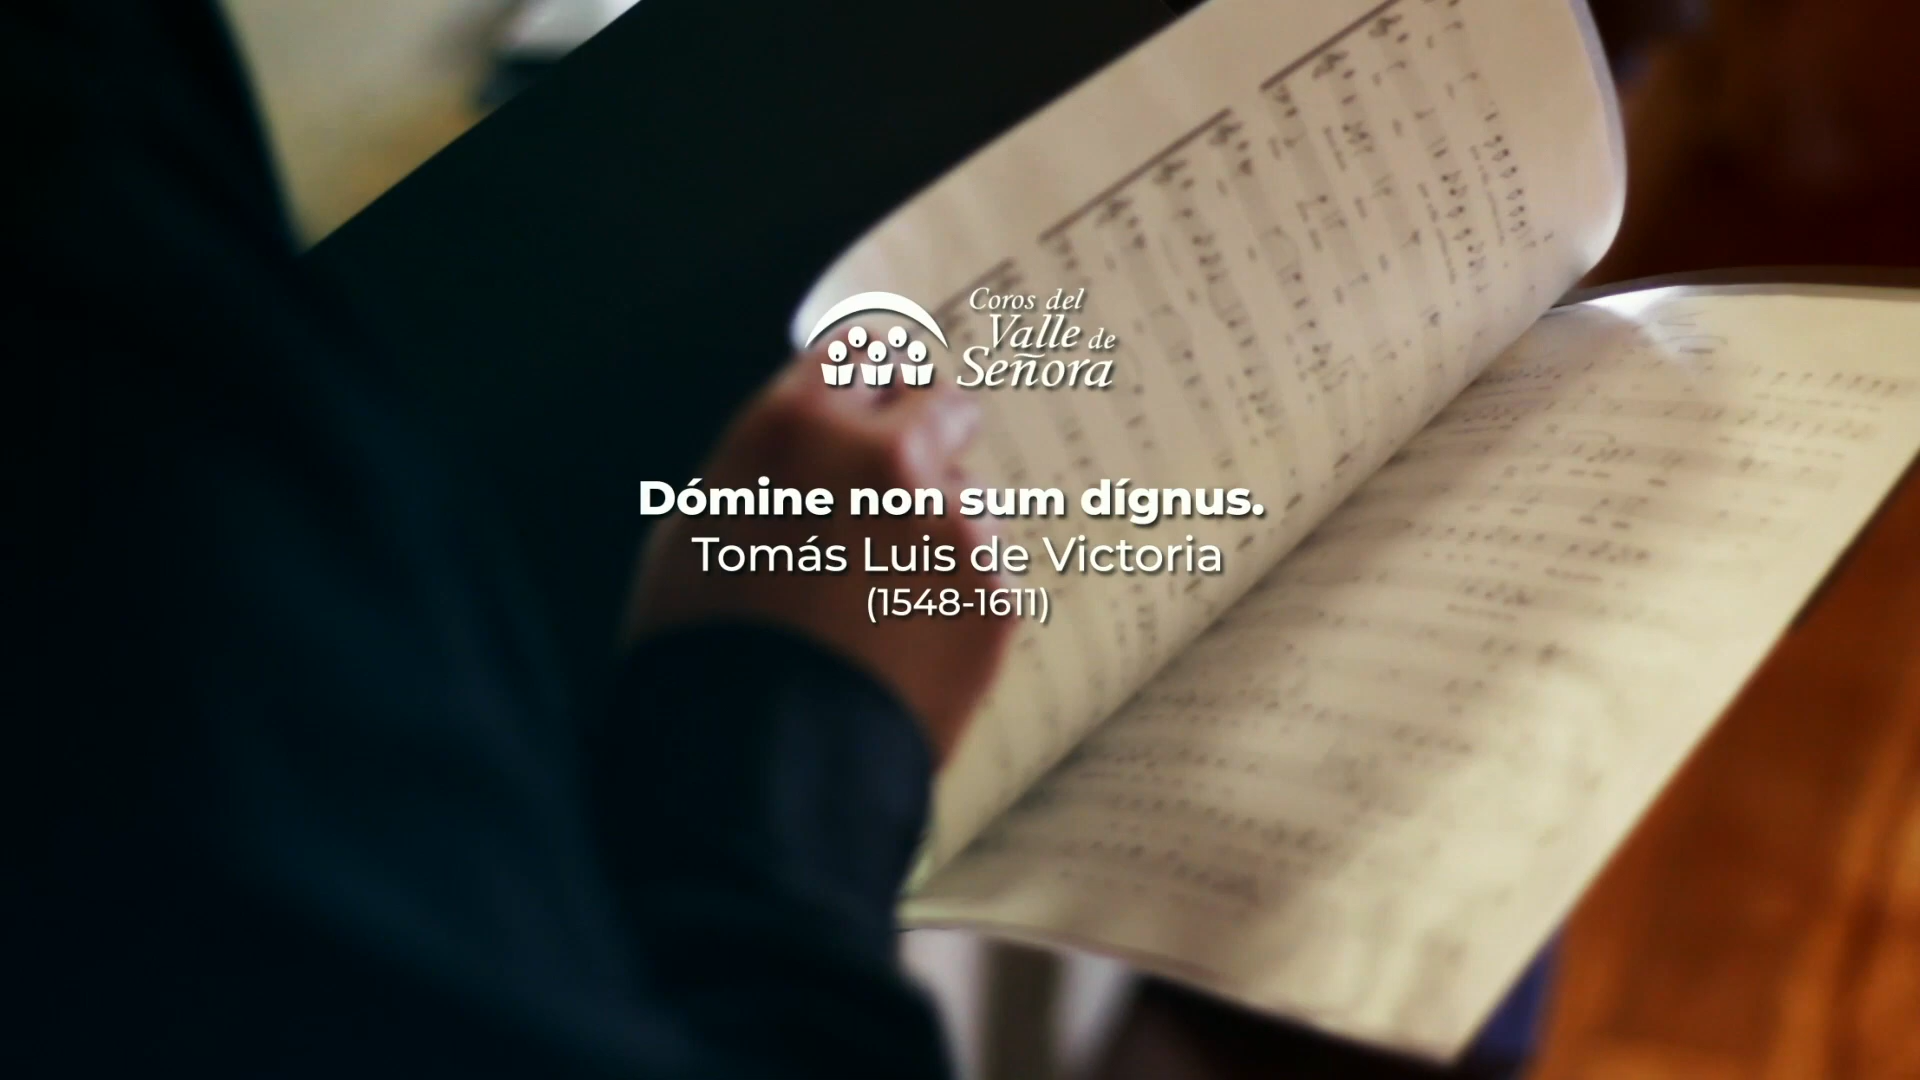 Coros del
Valle de
Señora
Dómine non sum dígnus.
Tomás Luis de Victoria
(1548-1611)